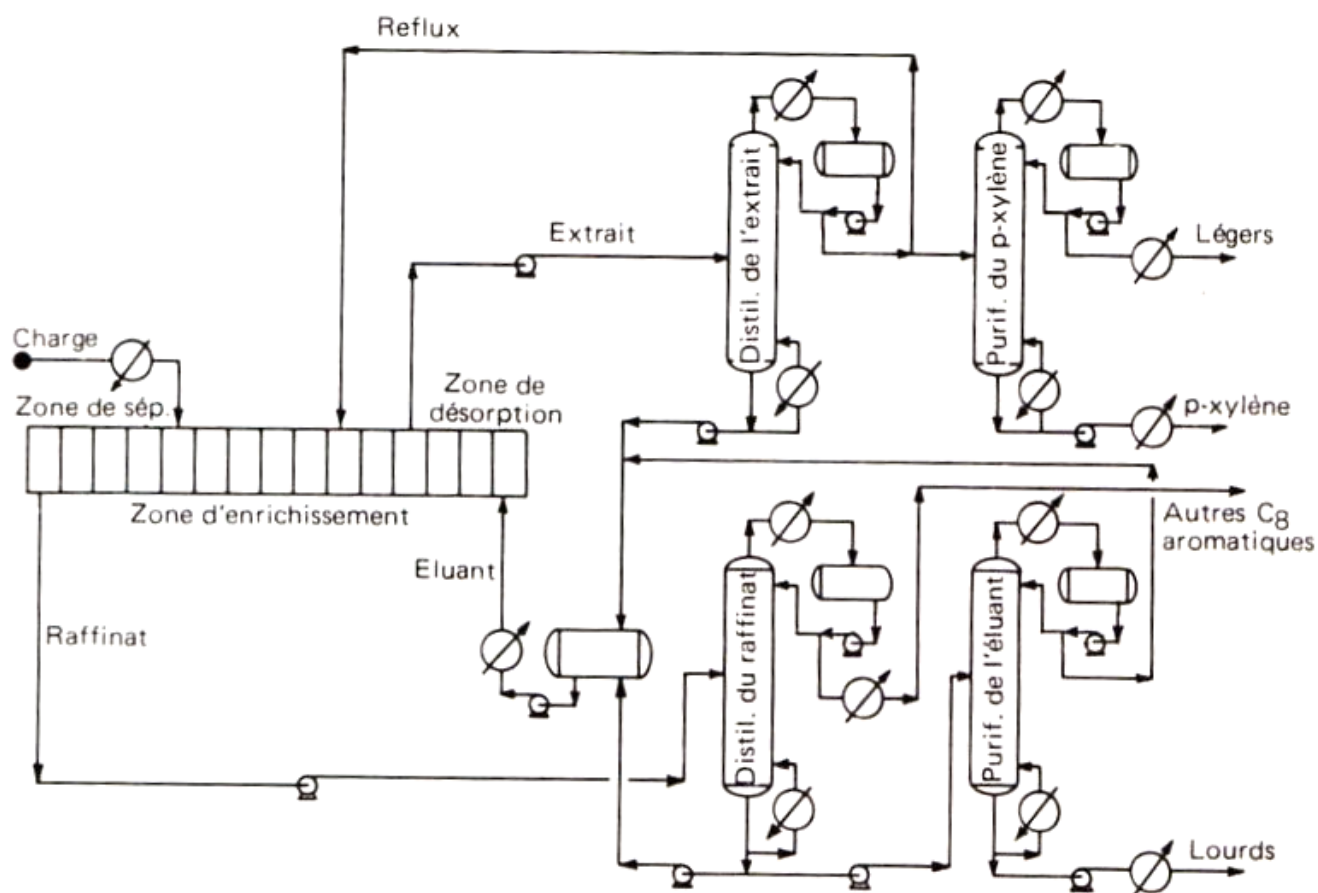 Reflux
Extrait
Distil. de l'extrait
Purif. du p-xylène
Légers
Charge
Zone de sép.
Zone de
désorption
p-xylène
Zone d'enrichissement
Autres C8
aromatiques
Eluant
Raffinat
Distil. du raffinat
Purif. de l'éluant
Lourds